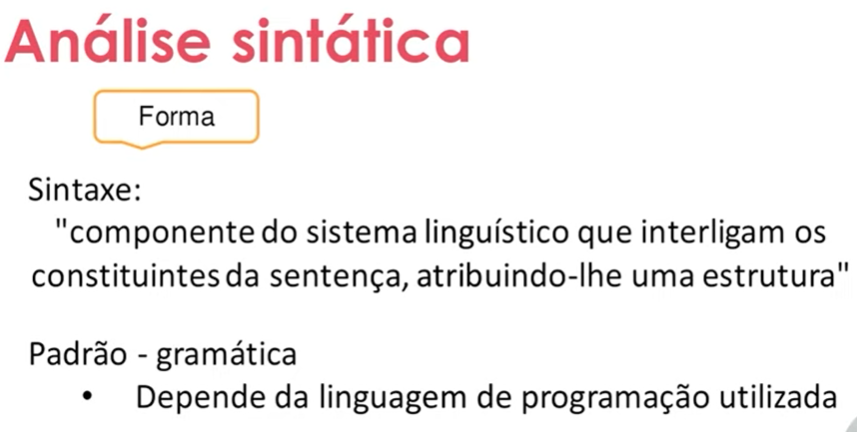 Análise sintática
Forma
Sintaxe:
"componente do sistema linguístico que interligam os
constituintes da sentença, atribuindo-lhe uma estrutura"
Padrão - gramática
• Depende da linguagem de programação utilizada